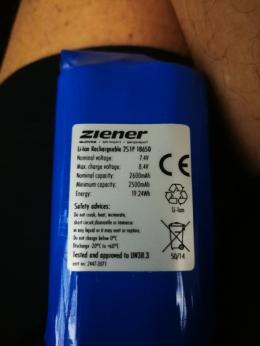 ziener
GLOVES
Li-Ion Rechargeable 2S1P 18650
Nominal voltage: 7.4V
Max. charge voltage: 8.4V
Nominal capacity: 2600mAh
Minimum capacity: 2500mAh
Energy: 19.24Wh
CE
Li-Ion
Safety advices:
Do not crush, heat, incinerate,
short circuit, dismantle or immerse
in any liquid or it may vent or rupture.
Do not charge below 0°C.
Discharge -20°C to +60°C.
Tested and approved to UN38.3
50/14